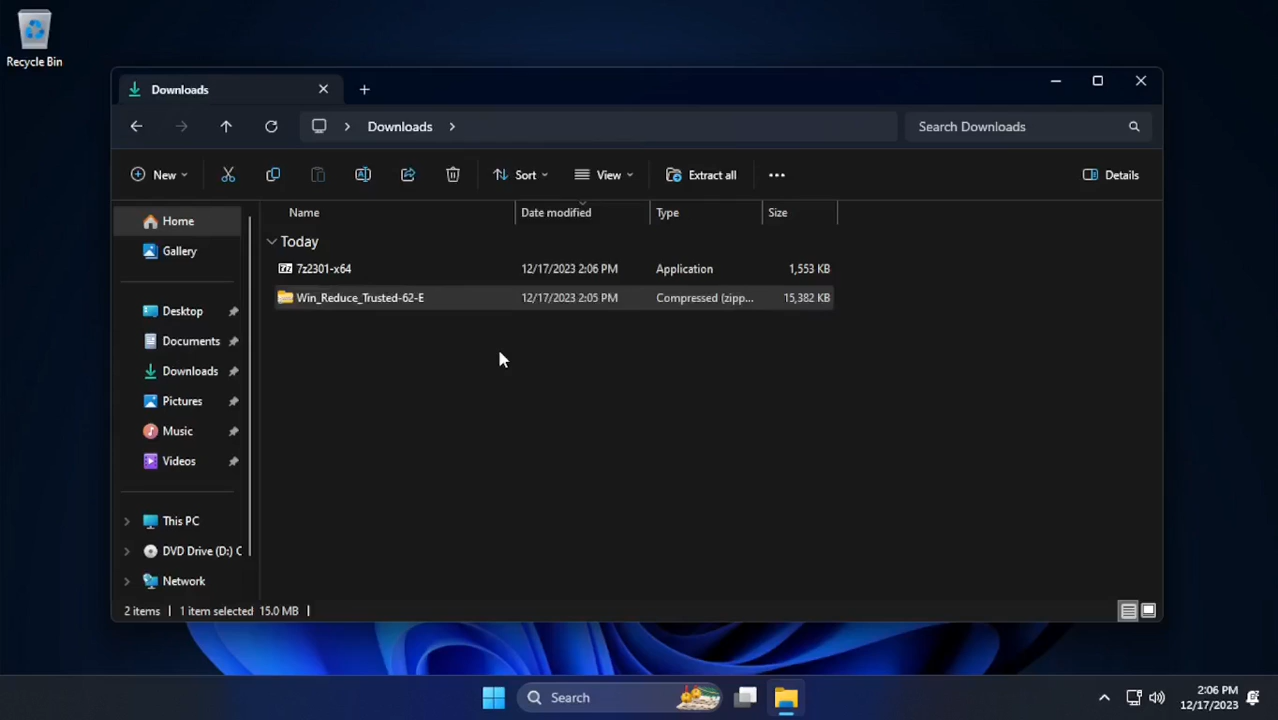 Recycle Bin
Downloads
Downloads
Search Downloads
New
Sort
View
Extract all
Details
Name
Date modified
Type
Size
Home
Gallery
Desktop
Documents
Downloads
Pictures
Music
Videos
This PC
DVD Drive (D:) C
Network
Today
7z2301-x64 12/17/2023 2:06 PM Application 1,553 KB
Win_Reduce_Trusted-62-E 12/17/2023 2:05 PM Compressed (zipp... 15,382 KB
2 items 1 item selected 15.0 MB
Search
2:06 PM
12/17/2023